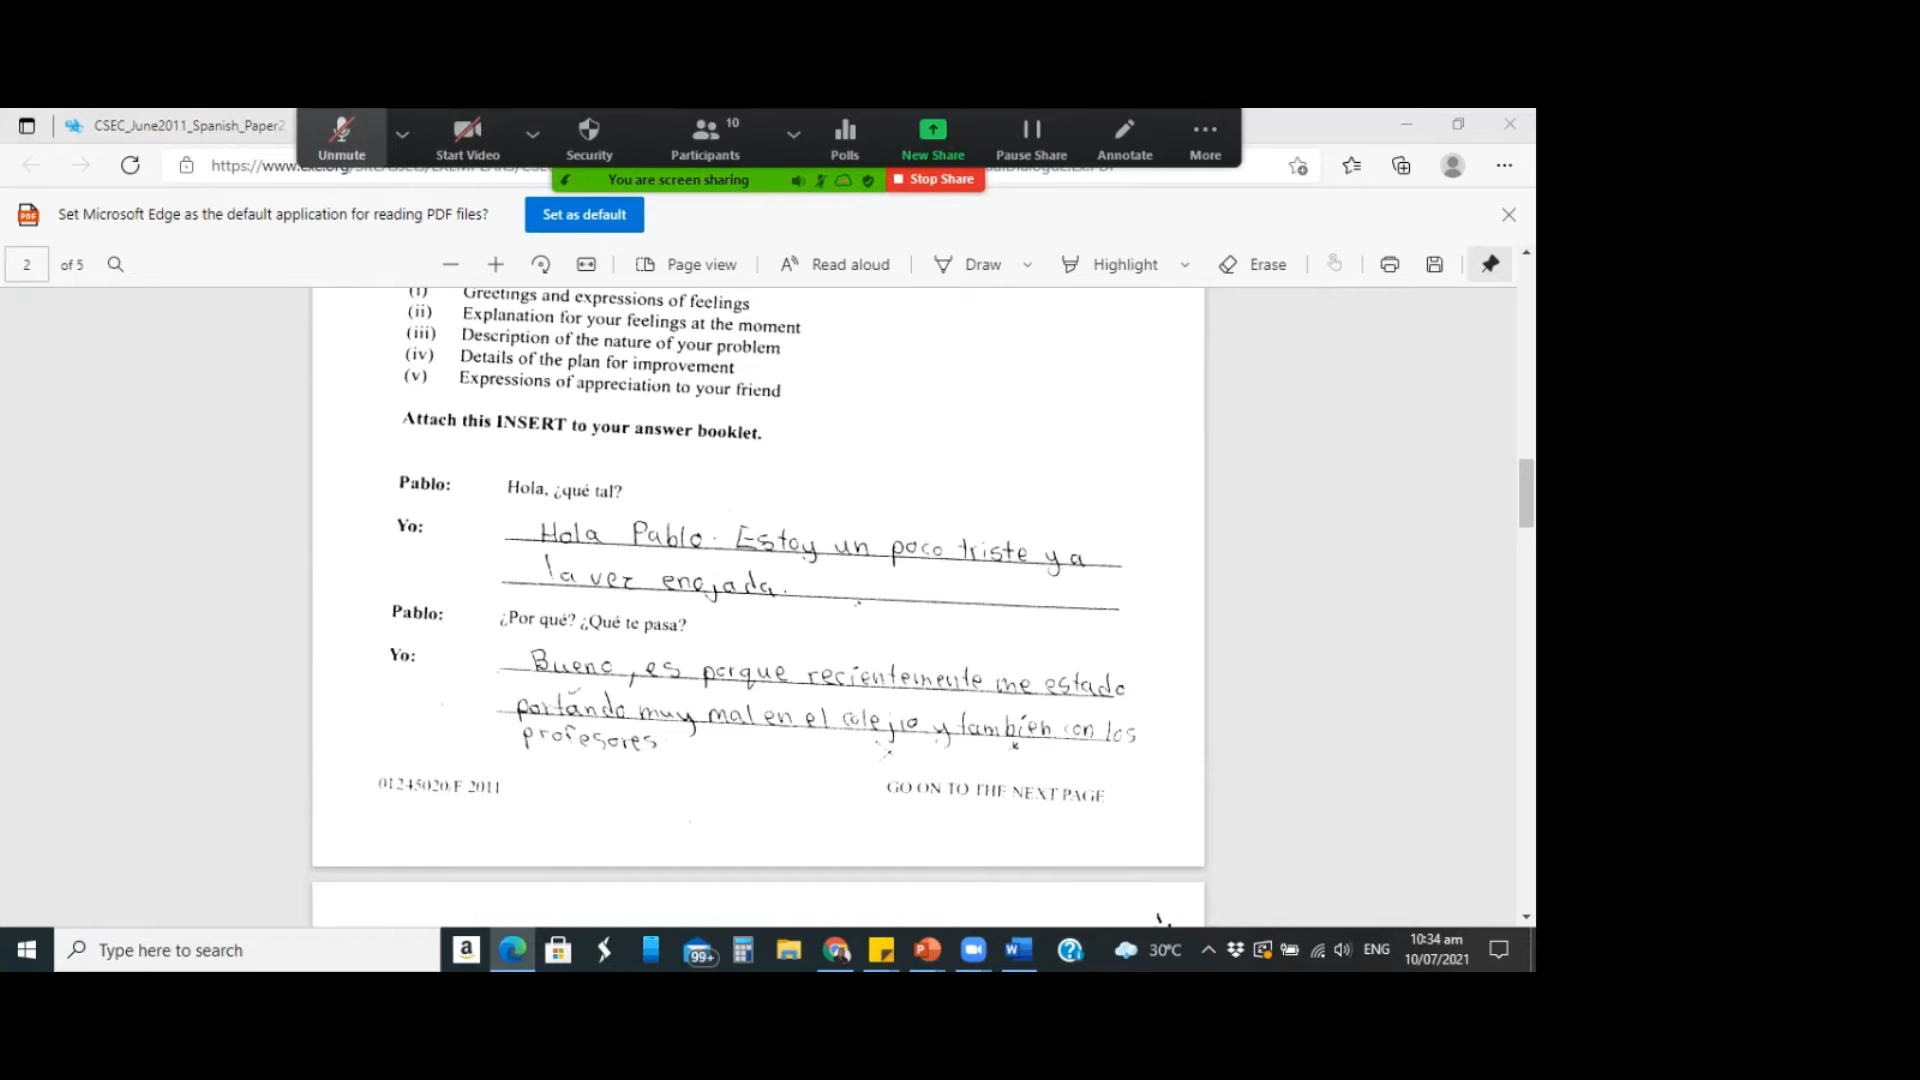 CSEC_June2011_Spanish_Paper2
Unmute
Start Video
Security
10
Participants
Polls
New Share
Pause Share
Annotate
More
You are screen sharing
Stop Share
https://www.cxc.org/
Set Microsoft Edge as the default application for reading PDF files?
Set as default
2 of 5
Page view
Read aloud
Draw
Highlight
Erase
(i) Greetings and expressions of feelings
(ii) Explanation for your feelings at the moment
(iii) Description of the nature of your problem
(iv) Details of the plan for improvement
(v) Expressions of appreciation to your friend
Attach this INSERT to your answer booklet.
Pablo: Hola, ¿qué tal?
Yo: Hola Pablo. Estoy un poco triste y a
la vez enojada.
Pablo: ¿Por qué? ¿Qué te pasa?
Yo: Bueno, es porque recientemente me estado
portando muy mal en el colejio y también con los
profesores
01245020/F 2011
GO ON TO THE NEXT PAGE
Type here to search
99+
30°C
ENG
10:34 am
10/07/2021